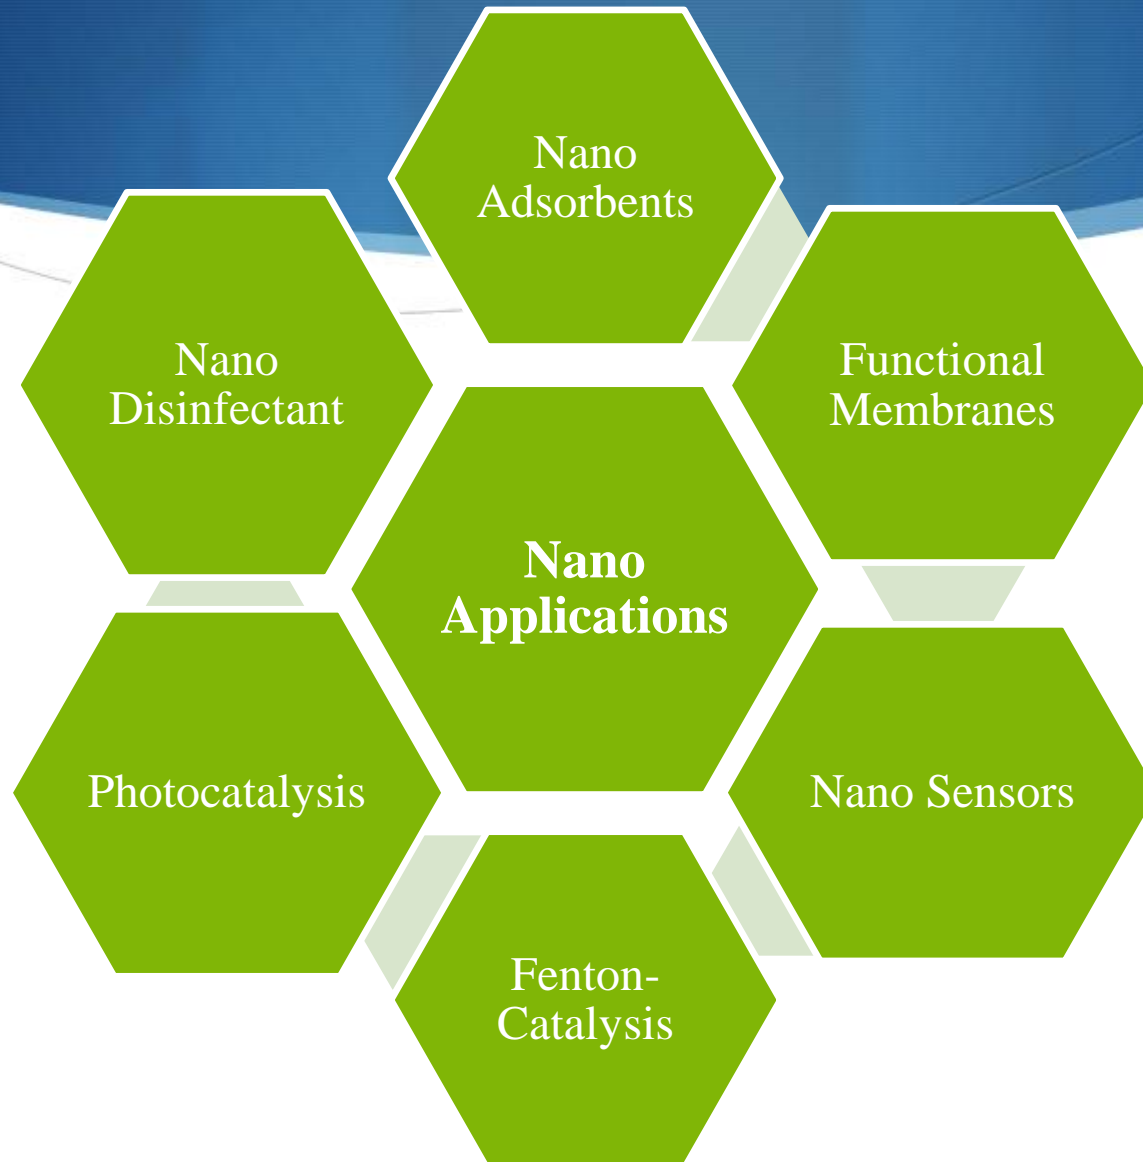 Nano
Adsorbents
Nano
Disinfectant
Functional
Membranes
Nano
Applications
Photocatalysis
Nano Sensors
Fenton-
Catalysis